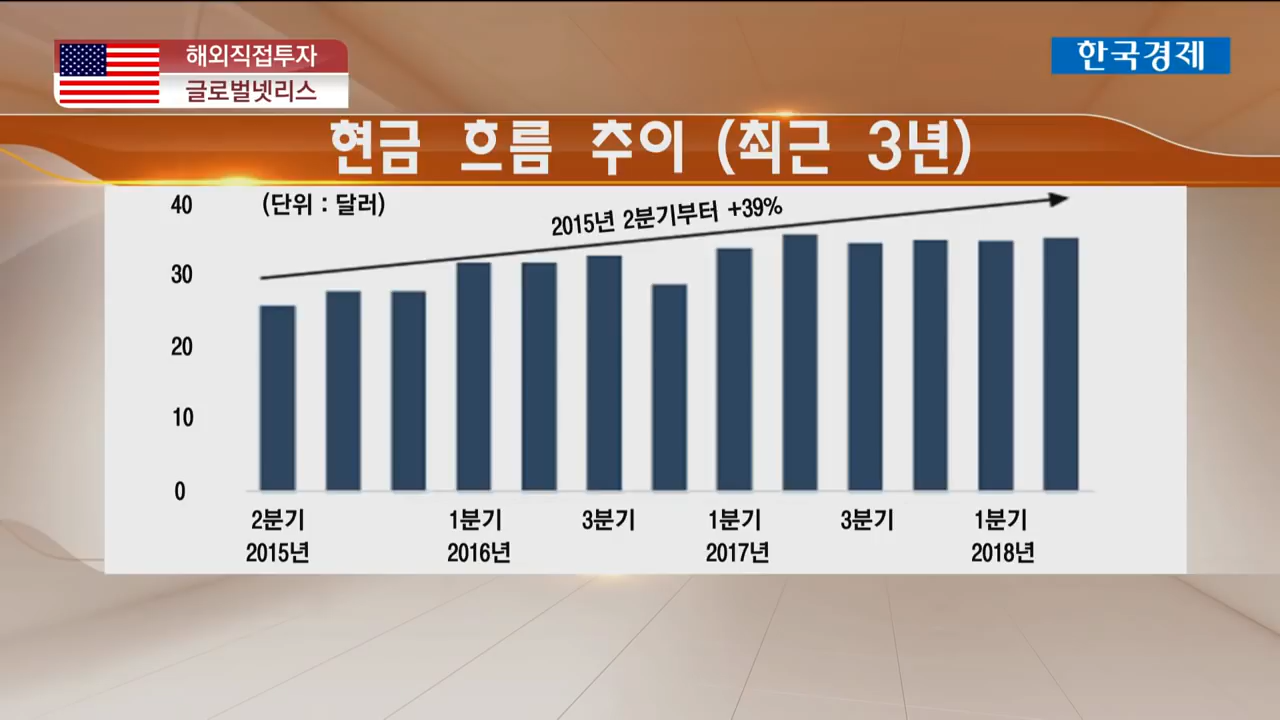 해외직접투자
글로벌넷리스
한국경제
현금 흐름 추이 (최근 3년)
(단위 : 달러)
2015년 2분기부터 +39%
40
30
20
10
0
2분기 1분기 3분기 1분기 3분기 1분기
2015년 2016년 2017년 2018년